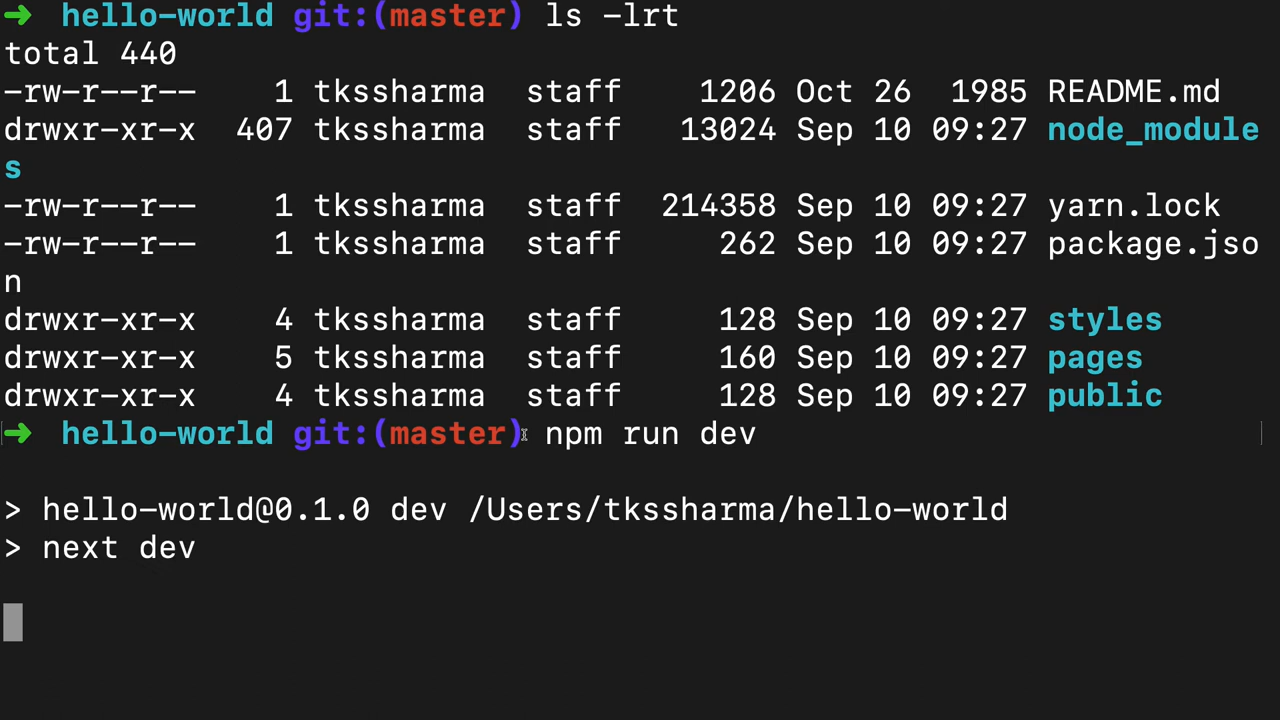 ➜ hello-world git:(master) ls -lrt
total 440
-rw-r--r-- 1 tkssharma staff 1206 Oct 26 1985 README.md
drwxr-xr-x 407 tkssharma staff 13024 Sep 10 09:27 node_module
s
-rw-r--r-- 1 tkssharma staff 214358 Sep 10 09:27 yarn.lock
-rw-r--r-- 1 tkssharma staff 262 Sep 10 09:27 package.jso
n
drwxr-xr-x 4 tkssharma staff 128 Sep 10 09:27 styles
drwxr-xr-x 5 tkssharma staff 160 Sep 10 09:27 pages
drwxr-xr-x 4 tkssharma staff 128 Sep 10 09:27 public
➜ hello-world git:(master) npm run dev
> hello-world@0.1.0 dev /Users/tkssharma/hello-world
> next dev